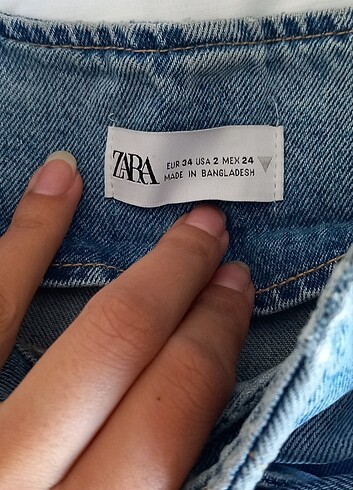 ZARA
EUR 34 USA 2 MEX 24
MADE IN BANGLADESH